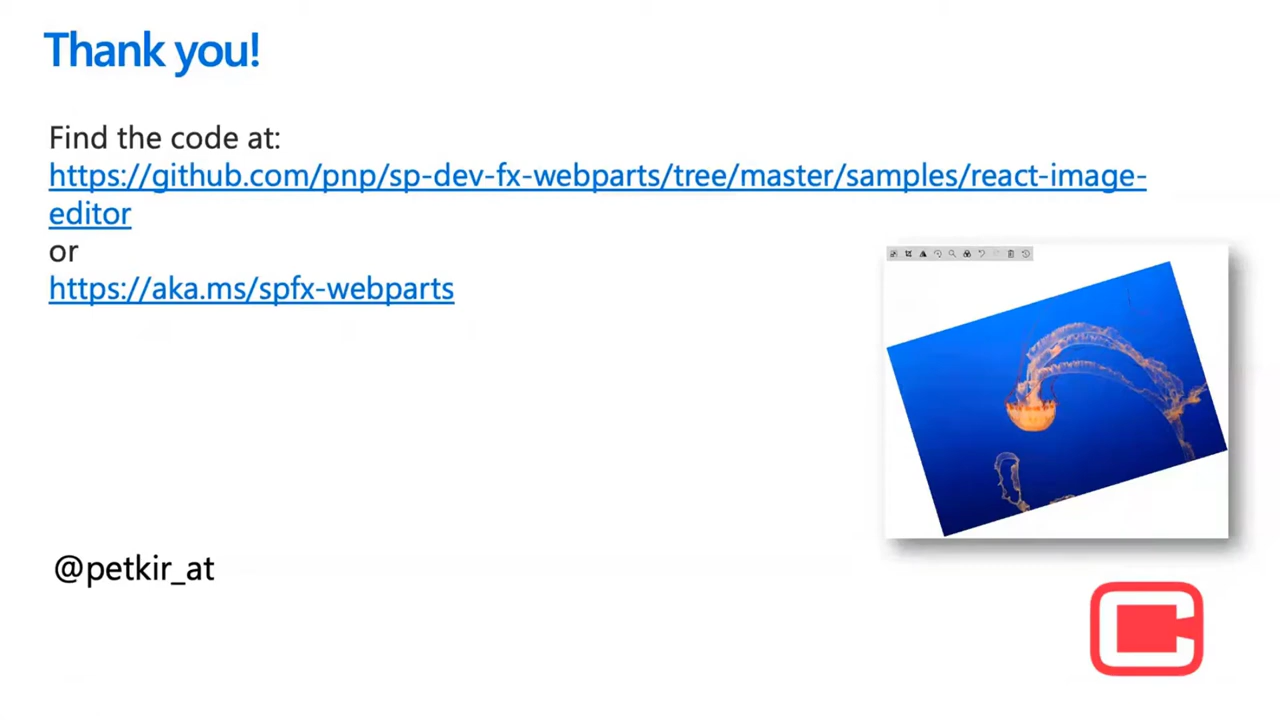 Thank you!
Find the code at:
https://github.com/pnp/sp-dev-fx-webparts/tree/master/samples/react-image-
editor
or
https://aka.ms/spfx-webparts
@petkir_at